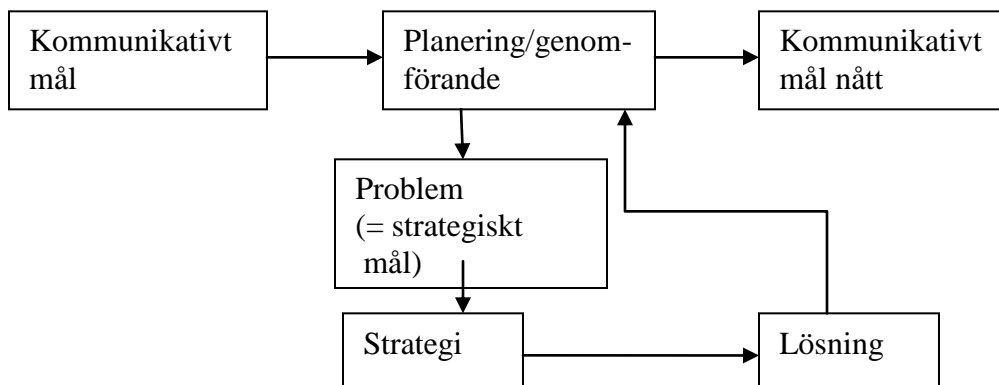 Kommunikativt
mål
Planering/genom-
förande
Kommunikativt
mål nått
Problem
(= strategiskt
mål)
Strategi
Lösning